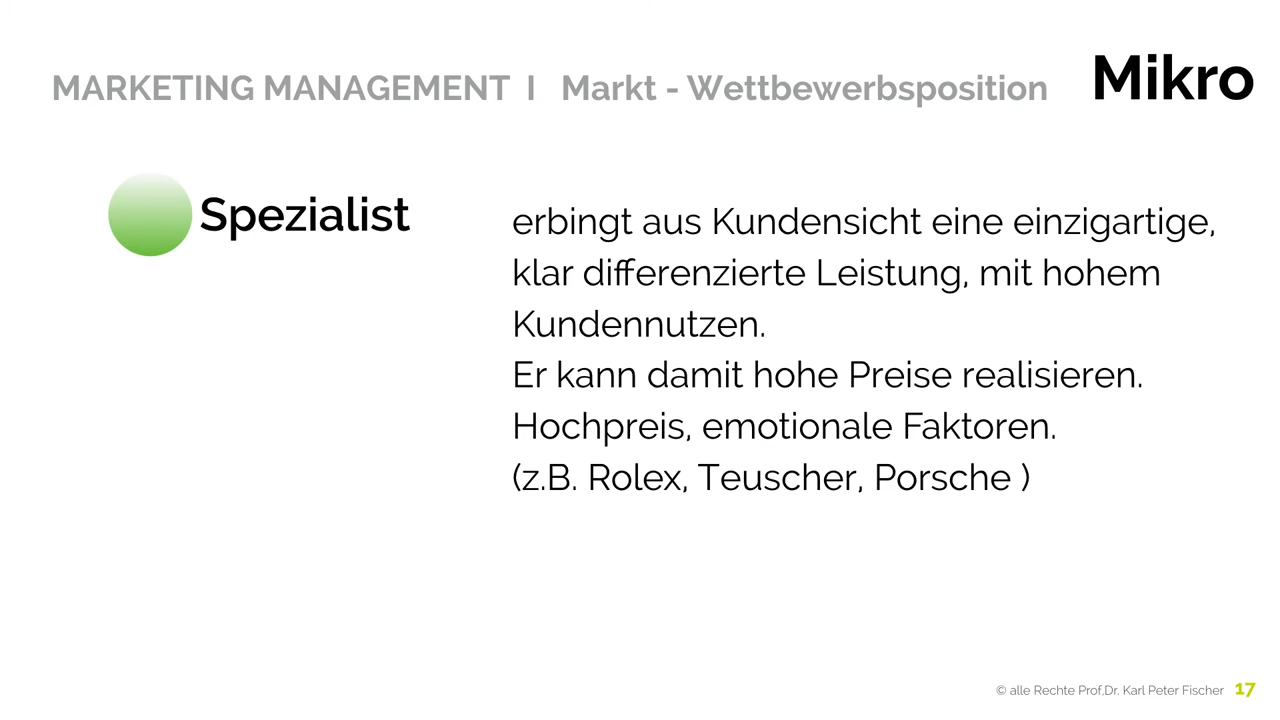 MARKETING MANAGEMENT I Markt - Wettbewerbsposition Mikro
Spezialist
erbingt aus Kundensicht eine einzigartige,
klar differenzierte Leistung, mit hohem
Kundennutzen.
Er kann damit hohe Preise realisieren.
Hochpreis, emotionale Faktoren.
(z.B. Rolex, Teuscher, Porsche )
© alle Rechte Prof.Dr. Karl Peter Fischer 17